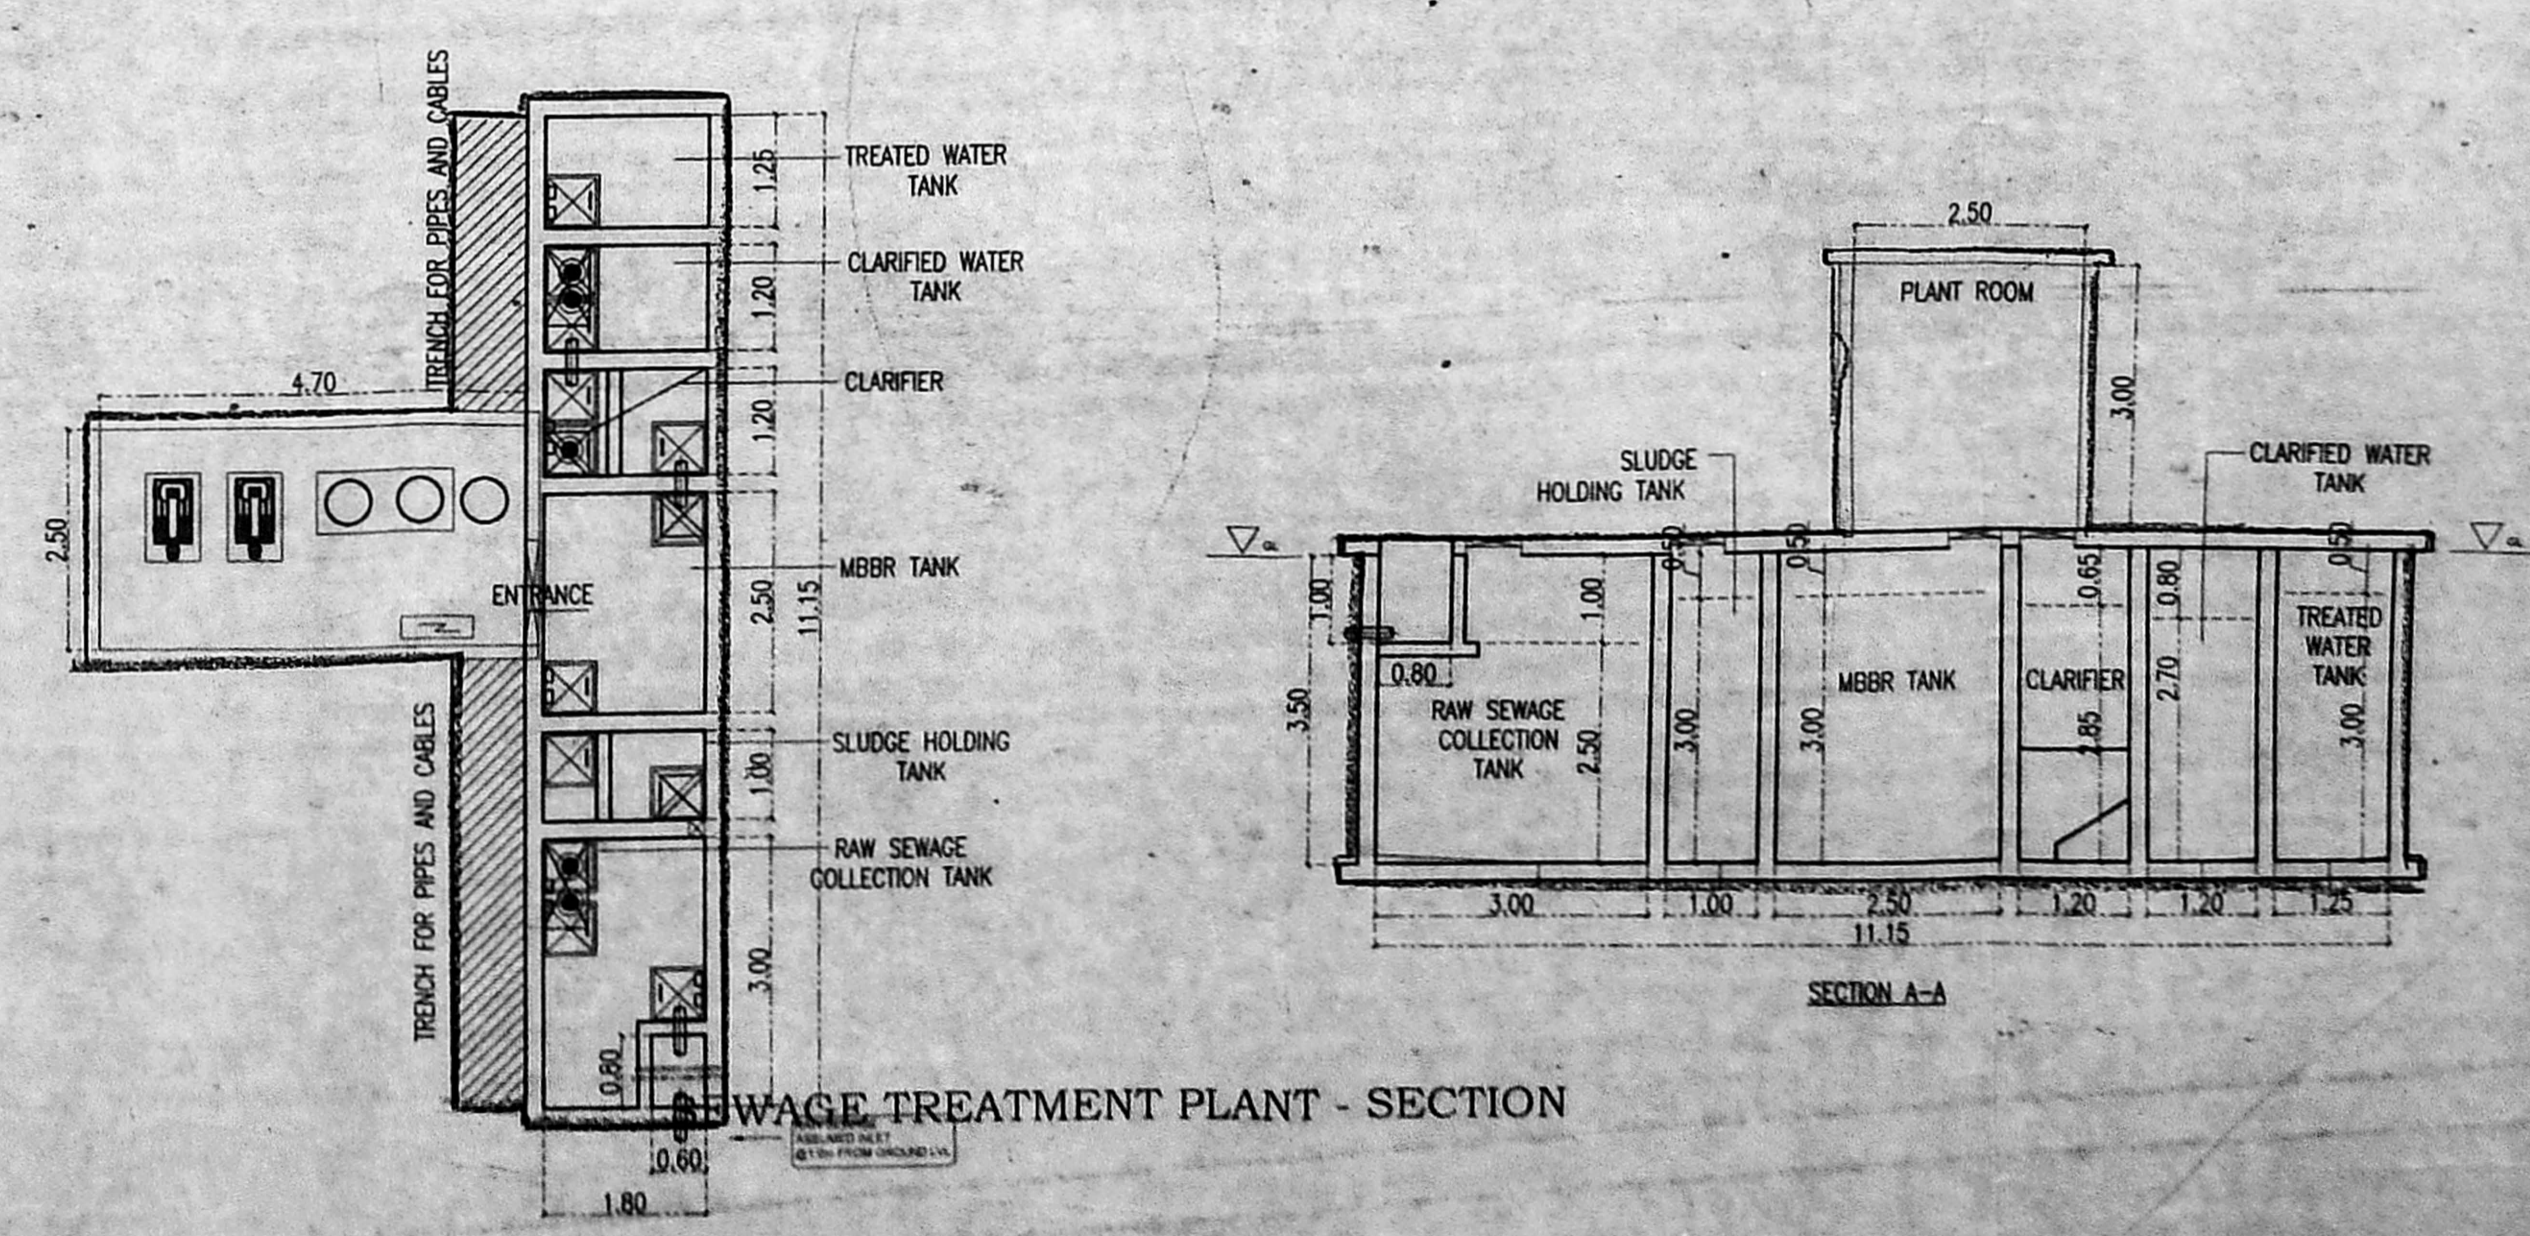 TRENCH FOR PIPES AND CABLES
TREATED WATER
TANK
1.25
CLARIFIED WATER
TANK
1.20
CLARIFIER
1.20
4.70
2.50
ENTRANCE
MBBR TANK
2.50
11.15
SLUDGE HOLDING
TANK
1.00
TRENCH FOR PIPES AND CABLES
RAW SEWAGE
COLLECTION TANK
3.00
0.80
0.60
1.80
ASSUMED INLET
FROM GROUND LVL
2.50
PLANT ROOM
3.00
SLUDGE
HOLDING TANK
CLARIFIED WATER
TANK
0.50
0.50
0.50
1.00
1.00
0.65
0.80
0.80
3.50
RAW SEWAGE
COLLECTION
TANK
2.50
3.00
MBBR TANK
3.00
CLARIFIER
2.85
2.70
TREATED
WATER
TANK
3.00
3.00
1.00
2.50
1.20
1.20
1.25
11.15
SECTION A-A
SEWAGE TREATMENT PLANT - SECTION